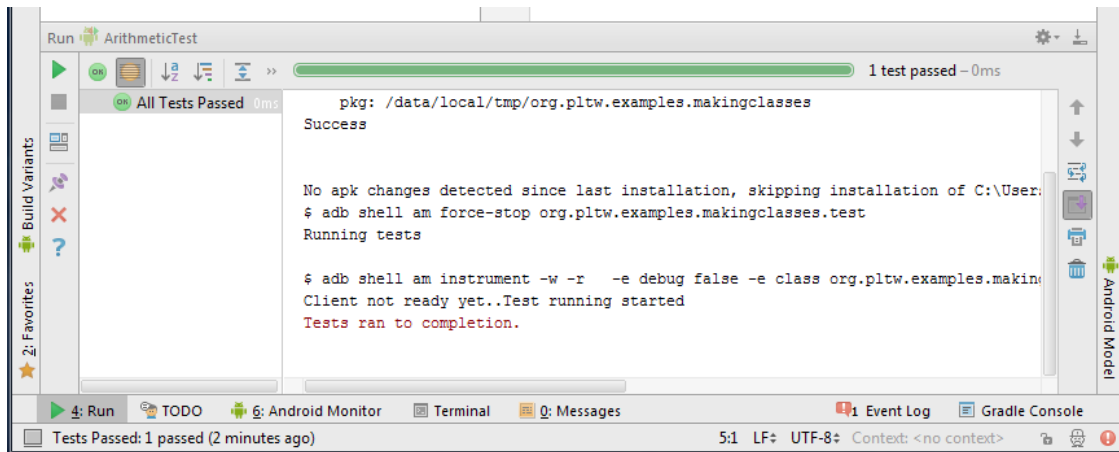 Run ArithmeticTest
OK
1 test passed – 0ms
OK All Tests Passed 0ms
pkg: /data/local/tmp/org.pltw.examples.makingclasses
Success
No apk changes detected since last installation, skipping installation of C:\User
$ adb shell am force-stop org.pltw.examples.makingclasses.test
Running tests
$ adb shell am instrument -w -r   -e debug false -e class org.pltw.examples.making
Client not ready yet..Test running started
Tests ran to completion.
Build Variants
2: Favorites
Android Model
4: Run TODO 6: Android Monitor Terminal 0: Messages 1 Event Log Gradle Console
Tests Passed: 1 passed (2 minutes ago) 5:1 LF UTF-8 Context: <no context>